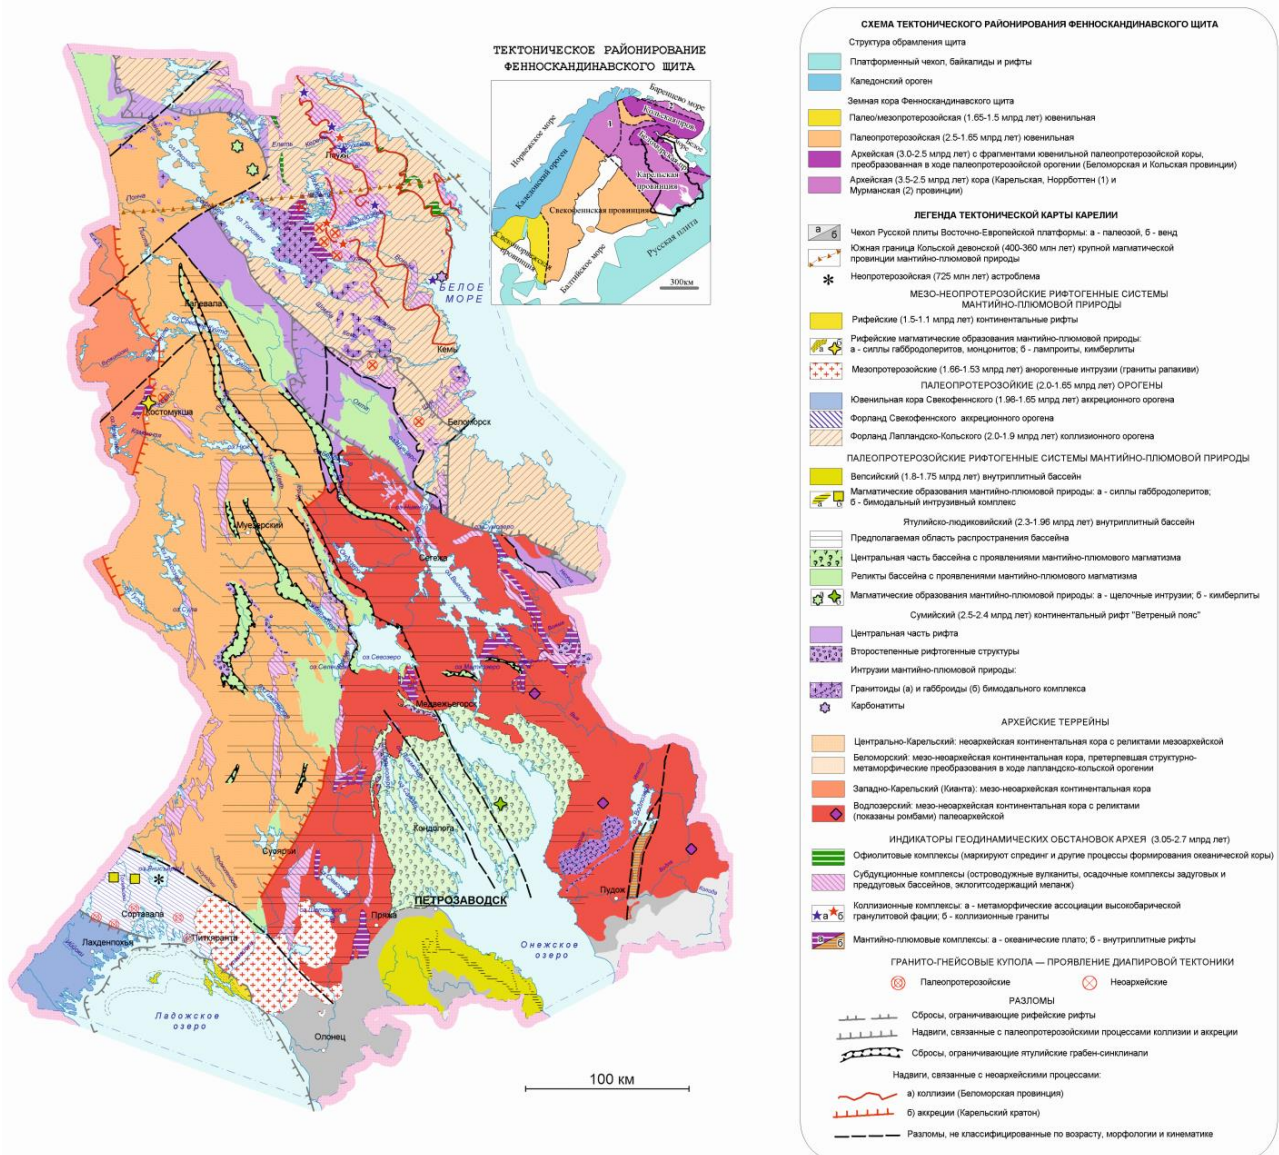 ТЕКТОНИЧЕСКОЕ РАЙОНИРОВАНИЕ
ФЕННОСКАНДИНАВСКОГО ЩИТА
Баренцево море
Норвежское море
Кольская пров.
Белое
море
Каледонский ороген
Карельская
провинция
Свекофеннская провинция
Свеконорвежская
провинция
Балтийское море
Русская плита
1
300км
БЕЛОЕ
МОРЕ
Калевала
Кемь
Костомукша
Беломорск
Муезерский
Сегежа
оз.Сегозеро
Медвежьегорск
Кондопога
Суоярви
ПЕТРОЗАВОДСК
Пудож
Пряжа
Сортавала
Питкяранта
Лахденпохья
Онежское
озеро
Ладожское
озеро
Олонец
100 км
СХЕМА ТЕКТОНИЧЕСКОГО РАЙОНИРОВАНИЯ ФЕННОСКАНДИНАВСКОГО ЩИТА
Структура обрамления щита
Платформенный чехол, байкалиды и рифты
Каледонский ороген
Земная кора Фенноскандинавского щита
Палео/мезопротерозойская (1.65-1.5 млрд лет) ювенильная
Палеопротерозойская (2.5-1.65 млрд лет) ювенильная
Архейская (3.0-2.5 млрд лет) с фрагментами ювенильной палеопротерозойской коры,
преобразованная в ходе палеопротерозойской орогении (Беломорская и Кольская провинции)
Архейская (3.5-2.5 млрд лет) кора (Карельская, Норрботтен (1) и
Мурманская (2) провинции)
ЛЕГЕНДА ТЕКТОНИЧЕСКОЙ КАРТЫ КАРЕЛИИ
а б
Чехол Русской плиты Восточно-Европейской платформы: а - палеозой, б - венд
Южная граница Кольской девонской (400-360 млн лет) крупной магматической
провинции мантийно-плюмовой природы
Неопротерозойская (725 млн лет) астроблема
МЕЗО-НЕОПРОТЕРОЗОЙСКИЕ РИФТОГЕННЫЕ СИСТЕМЫ
МАНТИЙНО-ПЛЮМОВОЙ ПРИРОДЫ
Рифейские (1.5-1.1 млрд лет) континентальные рифты
Рифейские магматические образования мантийно-плюмовой природы:
а - силлы габбродолеритов, монцонитов; б - лампроиты, кимберлиты
Мезопротерозойские (1.66-1.53 млрд лет) анорогенные интрузии (граниты рапакиви)
ПАЛЕОПРОТЕРОЗОЙКИЕ (2.0-1.65 млрд лет) ОРОГЕНЫ
Ювенильная кора Свекофеннского (1.96-1.65 млрд лет) аккреционного орогена
Форланд Свекофеннского аккреционного орогена
Форланд Лапландско-Кольского (2.0-1.9 млрд лет) коллизионного орогена
ПАЛЕОПРОТЕРОЗОЙСКИЕ РИФТОГЕННЫЕ СИСТЕМЫ МАНТИЙНО-ПЛЮМОВОЙ ПРИРОДЫ
Вепсийский (1.8-1.75 млрд лет) внутриплитный бассейн
Магматические образования мантийно-плюмовой природы: а - силлы габбродолеритов;
б - бимодальный интрузивный комплекс
Ятулийско-людиковийский (2.3-1.96 млрд лет) внутриплитный бассейн
Предполагаемая область распространения бассейна
Центральная часть бассейна с проявлениями мантийно-плюмового магматизма
Реликты бассейна с проявлениями мантийно-плюмового магматизма
Магматические образования мантийно-плюмовой природы: а - щелочные интрузии; б - кимберлиты
Сумийский (2.5-2.4 млрд лет) континентальный рифт "Ветреный пояс"
Центральная часть рифта
Второстепенные рифтогенные структуры
Интрузии мантийно-плюмовой природы:
Гранитоиды (а) и габброиды (б) бимодального комплекса
Карбонатиты
АРХЕЙСКИЕ ТЕРРЕЙНЫ
Центрально-Карельский: неоархейская континентальная кора с реликтами мезоархейской
Беломорский: мезо-неоархейская континентальная кора, претерпевшая структурно-
метаморфические преобразования в ходе лапландско-кольской орогении
Западно-Карельский (Кианта): мезо-неоархейская континентальная кора
Водлозерский: мезо-неоархейская континентальная кора с реликтами
(показаны ромбами) палеоархейской
ИНДИКАТОРЫ ГЕОДИНАМИЧЕСКИХ ОБСТАНОВОК АРХЕЯ (3.05-2.7 млрд лет)
Офиолитовые комплексы (маркируют спрединг и другие процессы формирования океанической коры)
Субдукционные комплексы (островодужные вулканиты, осадочные комплексы задуговых и
преддуговых бассейнов, эклогитсодержащий меланж)
а б
Коллизионные комплексы: а - метаморфические ассоциации высокобарической
гранулитовой фации; б - коллизионные граниты
Мантийно-плюмовые комплексы: а - океанические плато; б - внутриплитные рифты
ГРАНИТО-ГНЕЙСОВЫЕ КУПОЛА — ПРОЯВЛЕНИЕ ДИАПИРОВОЙ ТЕКТОНИКИ
Палеопротерозойские Неоархейские
РАЗЛОМЫ
Сбросы, ограничивающие рифейские рифты
Надвиги, связанные с палеопротерозойскими процессами коллизии и аккреции
Сбросы, ограничивающие ятулийские грабен-синклинали
Надвиги, связанные с неоархейскими процессами:
а) коллизии (Беломорская провинция)
б) аккреции (Карельский кратон)
Разломы, не классифицированные по возрасту, морфологии и кинематике